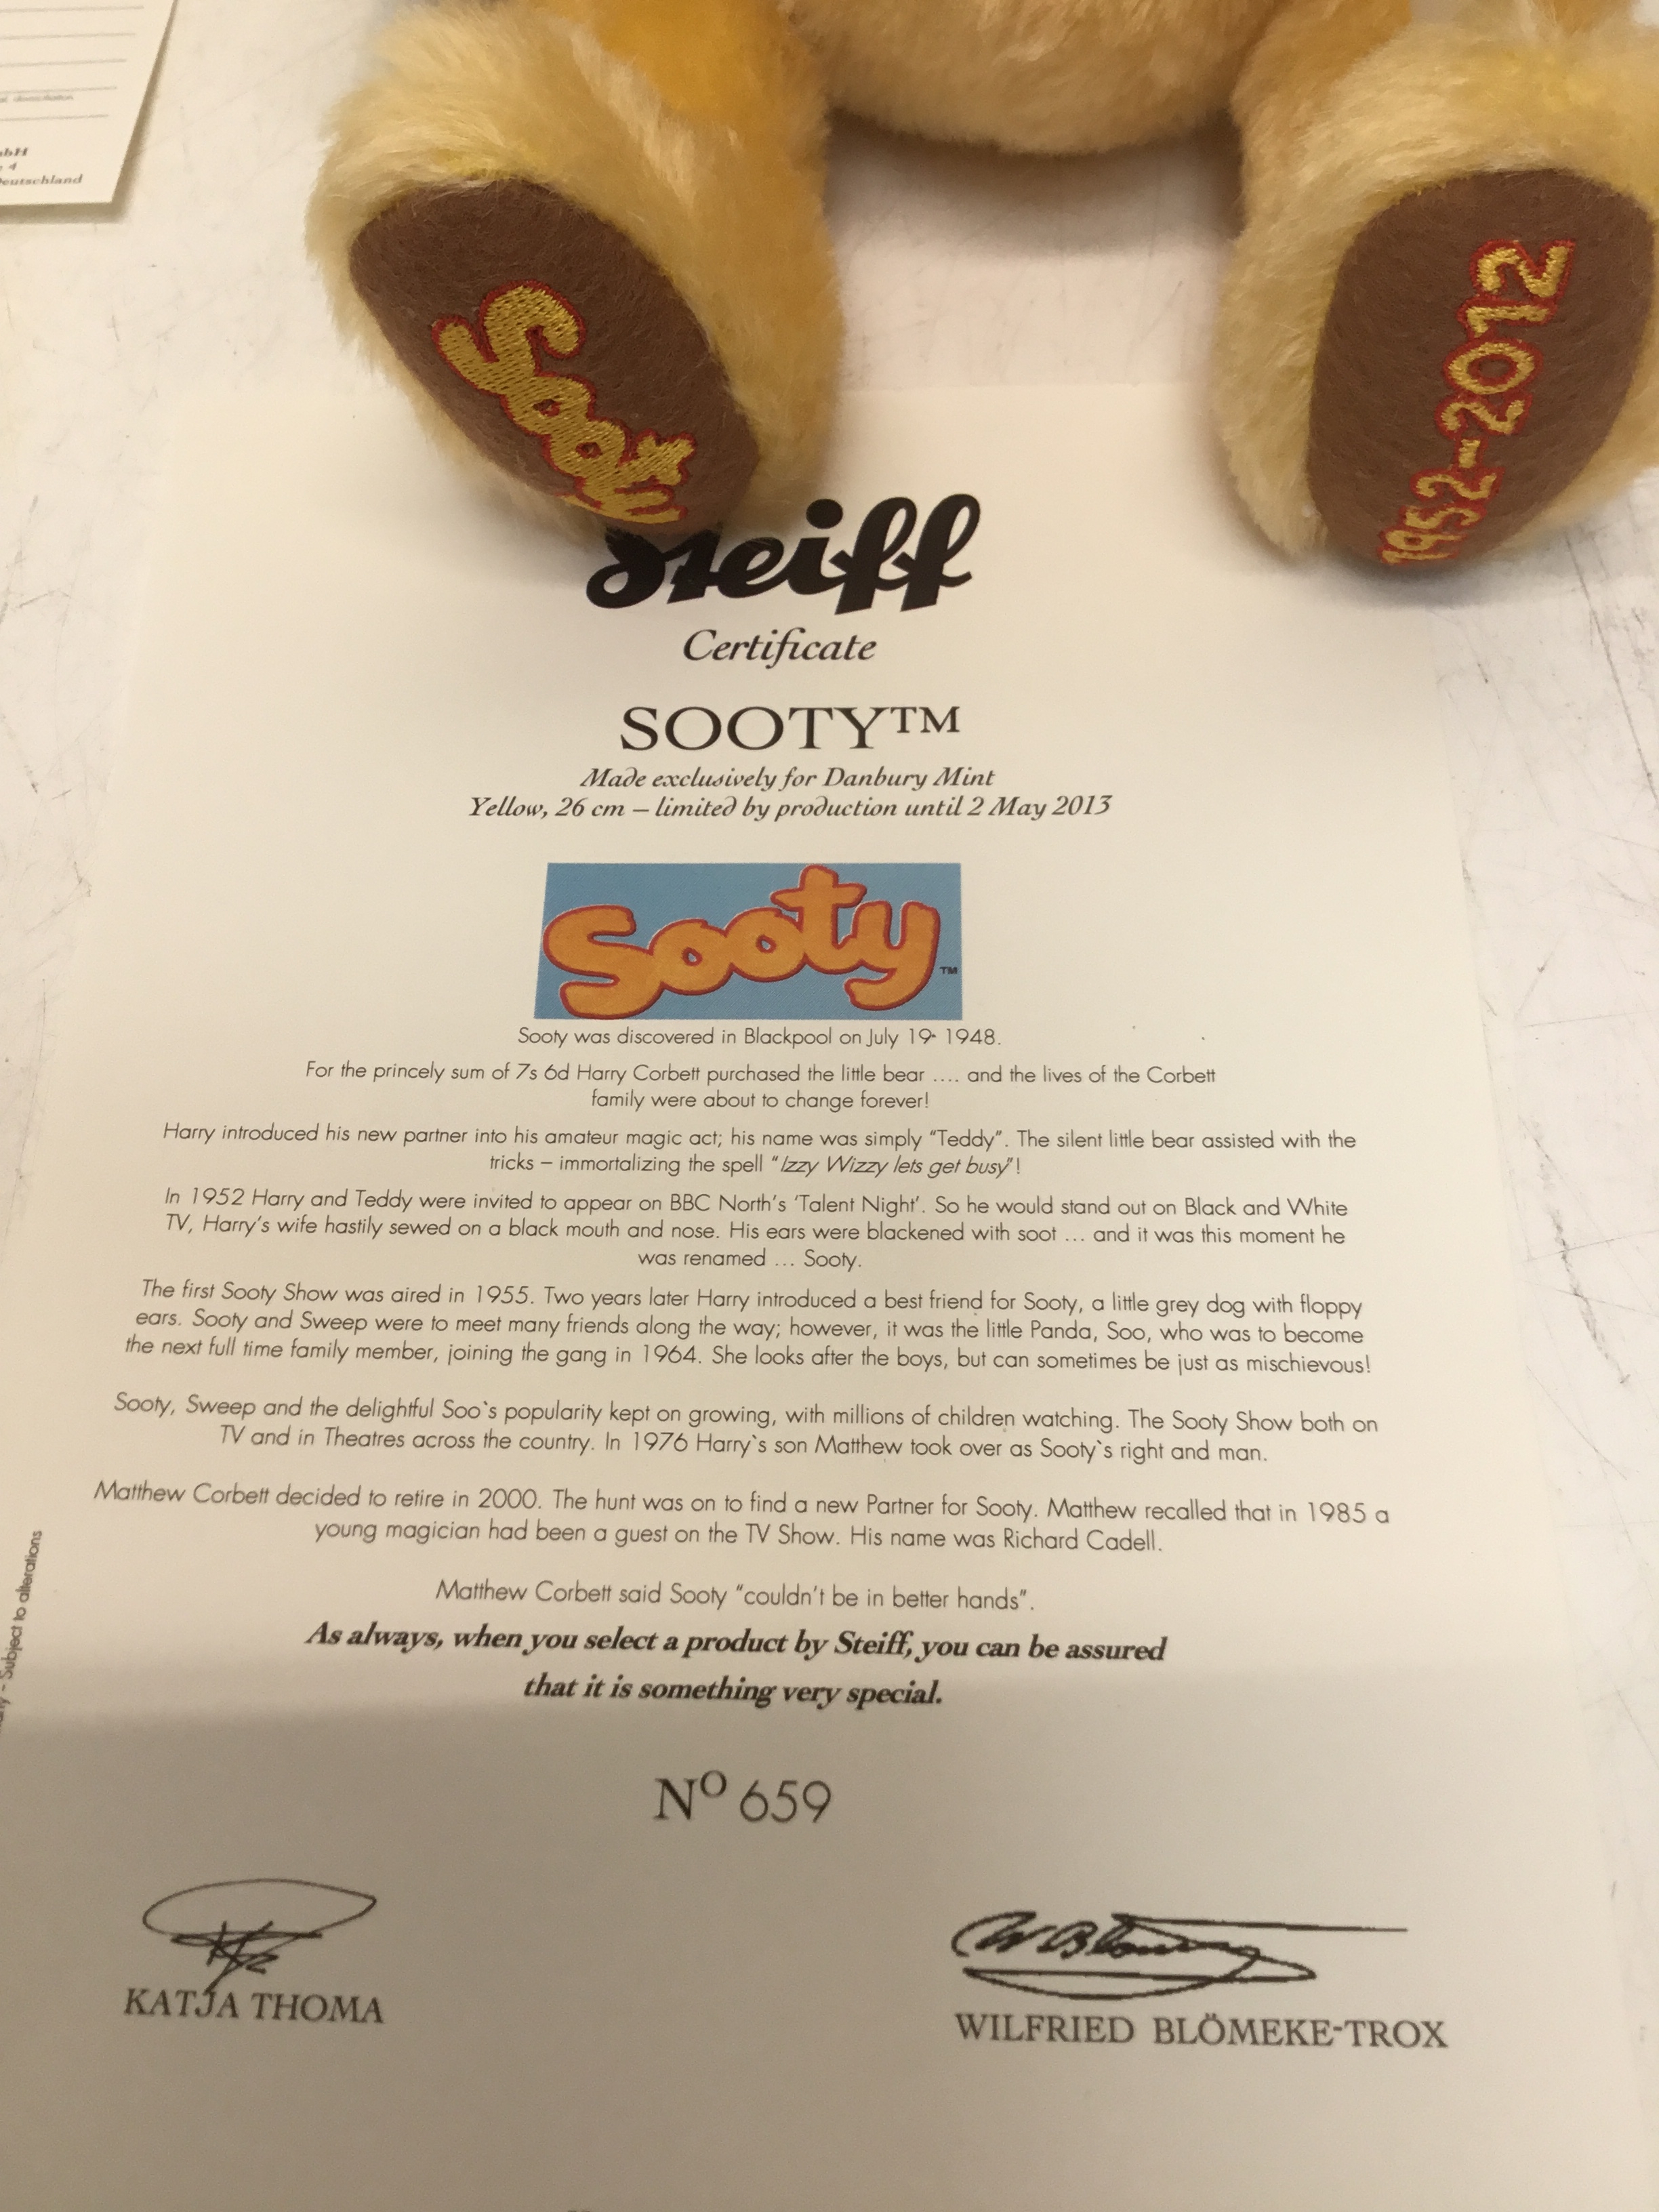 Deutschland
Sooty
1952-2012
Steiff
Certificate
SOOTY™
Made exclusively for Danbury Mint
Yellow, 26 cm – limited by production until 2 May 2013
Sooty™
Sooty was discovered in Blackpool on July 19· 1948.
For the princely sum of 7s 6d Harry Corbett purchased the little bear .... and the lives of the Corbett
family were about to change forever!
Harry introduced his new partner into his amateur magic act; his name was simply “Teddy”. The silent little bear assisted with the
tricks – immortalizing the spell “Izzy Wizzy lets get busy”!
In 1952 Harry and Teddy were invited to appear on BBC North’s ‘Talent Night’. So he would stand out on Black and White
TV, Harry’s wife hastily sewed on a black mouth and nose. His ears were blackened with soot ... and it was this moment he
was renamed ... Sooty.
The first Sooty Show was aired in 1955. Two years later Harry introduced a best friend for Sooty, a little grey dog with floppy
ears. Sooty and Sweep were to meet many friends along the way; however, it was the little Panda, Soo, who was to become
the next full time family member, joining the gang in 1964. She looks after the boys, but can sometimes be just as mischievous!
Sooty, Sweep and the delightful Soo`s popularity kept on growing, with millions of children watching. The Sooty Show both on
TV and in Theatres across the country. In 1976 Harry`s son Matthew took over as Sooty`s right and man.
Matthew Corbett decided to retire in 2000. The hunt was on to find a new Partner for Sooty. Matthew recalled that in 1985 a
young magician had been a guest on the TV Show. His name was Richard Cadell.
Matthew Corbett said Sooty “couldn’t be in better hands”.
As always, when you select a product by Steiff, you can be assured
that it is something very special.
Nº 659
KATJA THOMA
WILFRIED BLÖMEKE-TROX
– Subject to alterations